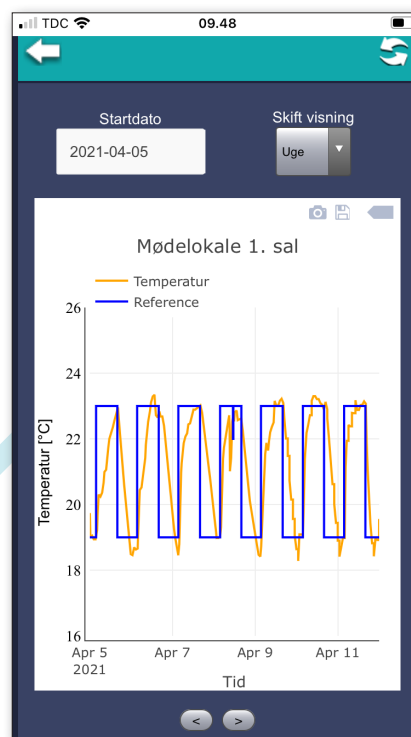 TDC 09.48
Startdato Skift visning
2021-04-05 Uge
Mødelokale 1. sal
Temperatur
Reference
26
24
22
20
18
16
Temperatur [°C]
Apr 5 Apr 7 Apr 9 Apr 11
2021
Tid
< >